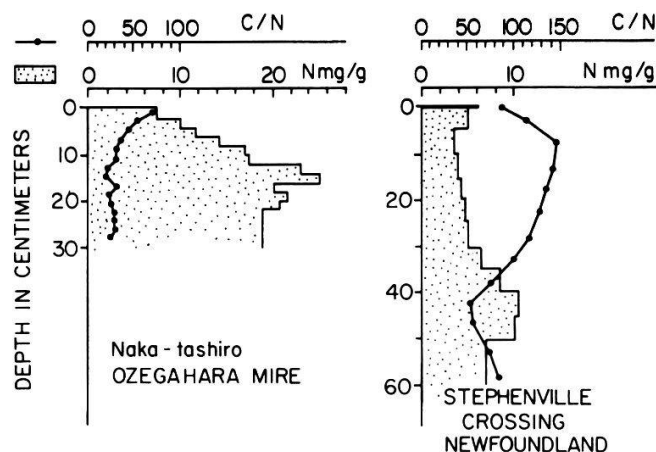 C/N
0 50 100
N mg/g
0 10 20
DEPTH IN CENTIMETERS
0
10
20
30
Naka-tashiro
OZEGAHARA MIRE
C/N
0 50 100 150
N mg/g
0 10
0
20
40
60
STEPHENVILLE
CROSSING
NEWFOUNDLAND